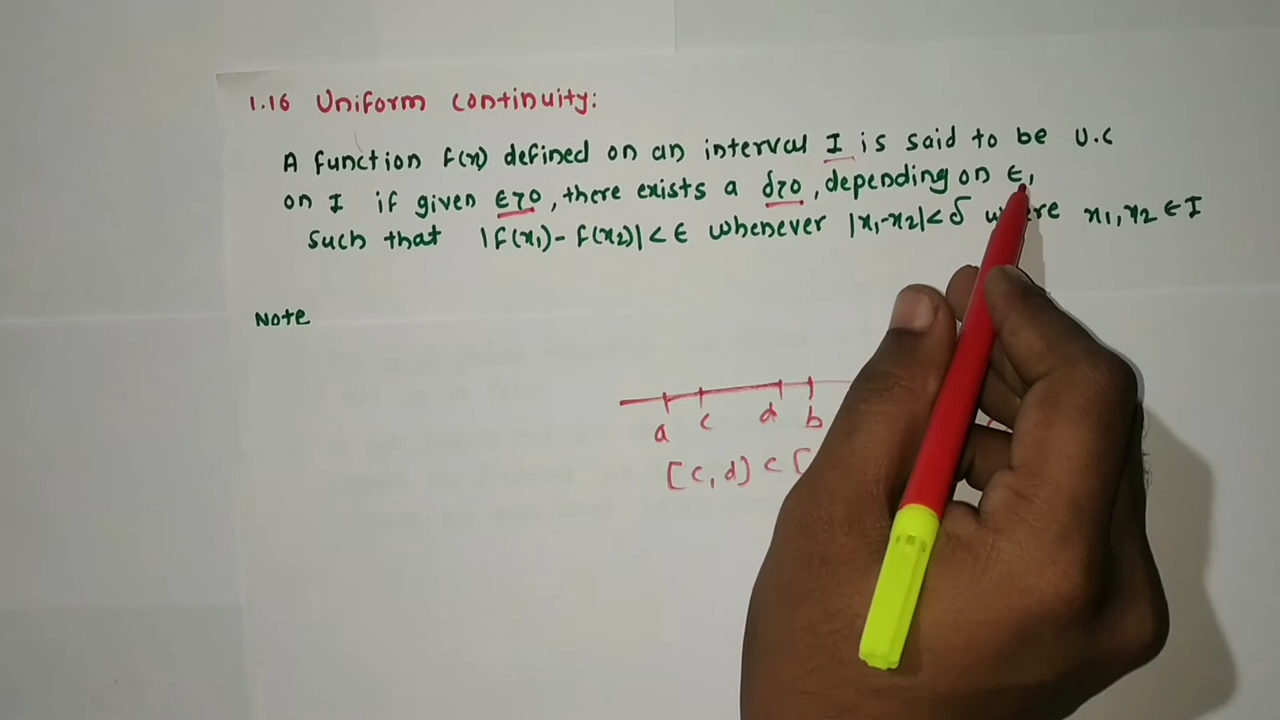 1.16 Uniform continuity:
A function f(x) defined on an interval I is said to be U.C
on I if given ϵ>0, there exists a δ>0, depending on ϵ,
such that |f(x1)-f(x2)|<ϵ whenever |x1-x2|<δ where x1,x2∈I
Note
a c d b
[c,d) ⊂ [